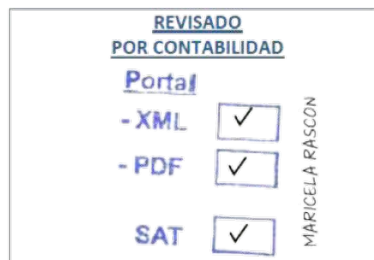 REVISADO
POR CONTABILIDAD
Portal
- XML ✓
- PDF ✓
SAT ✓
MARICELA RASCON